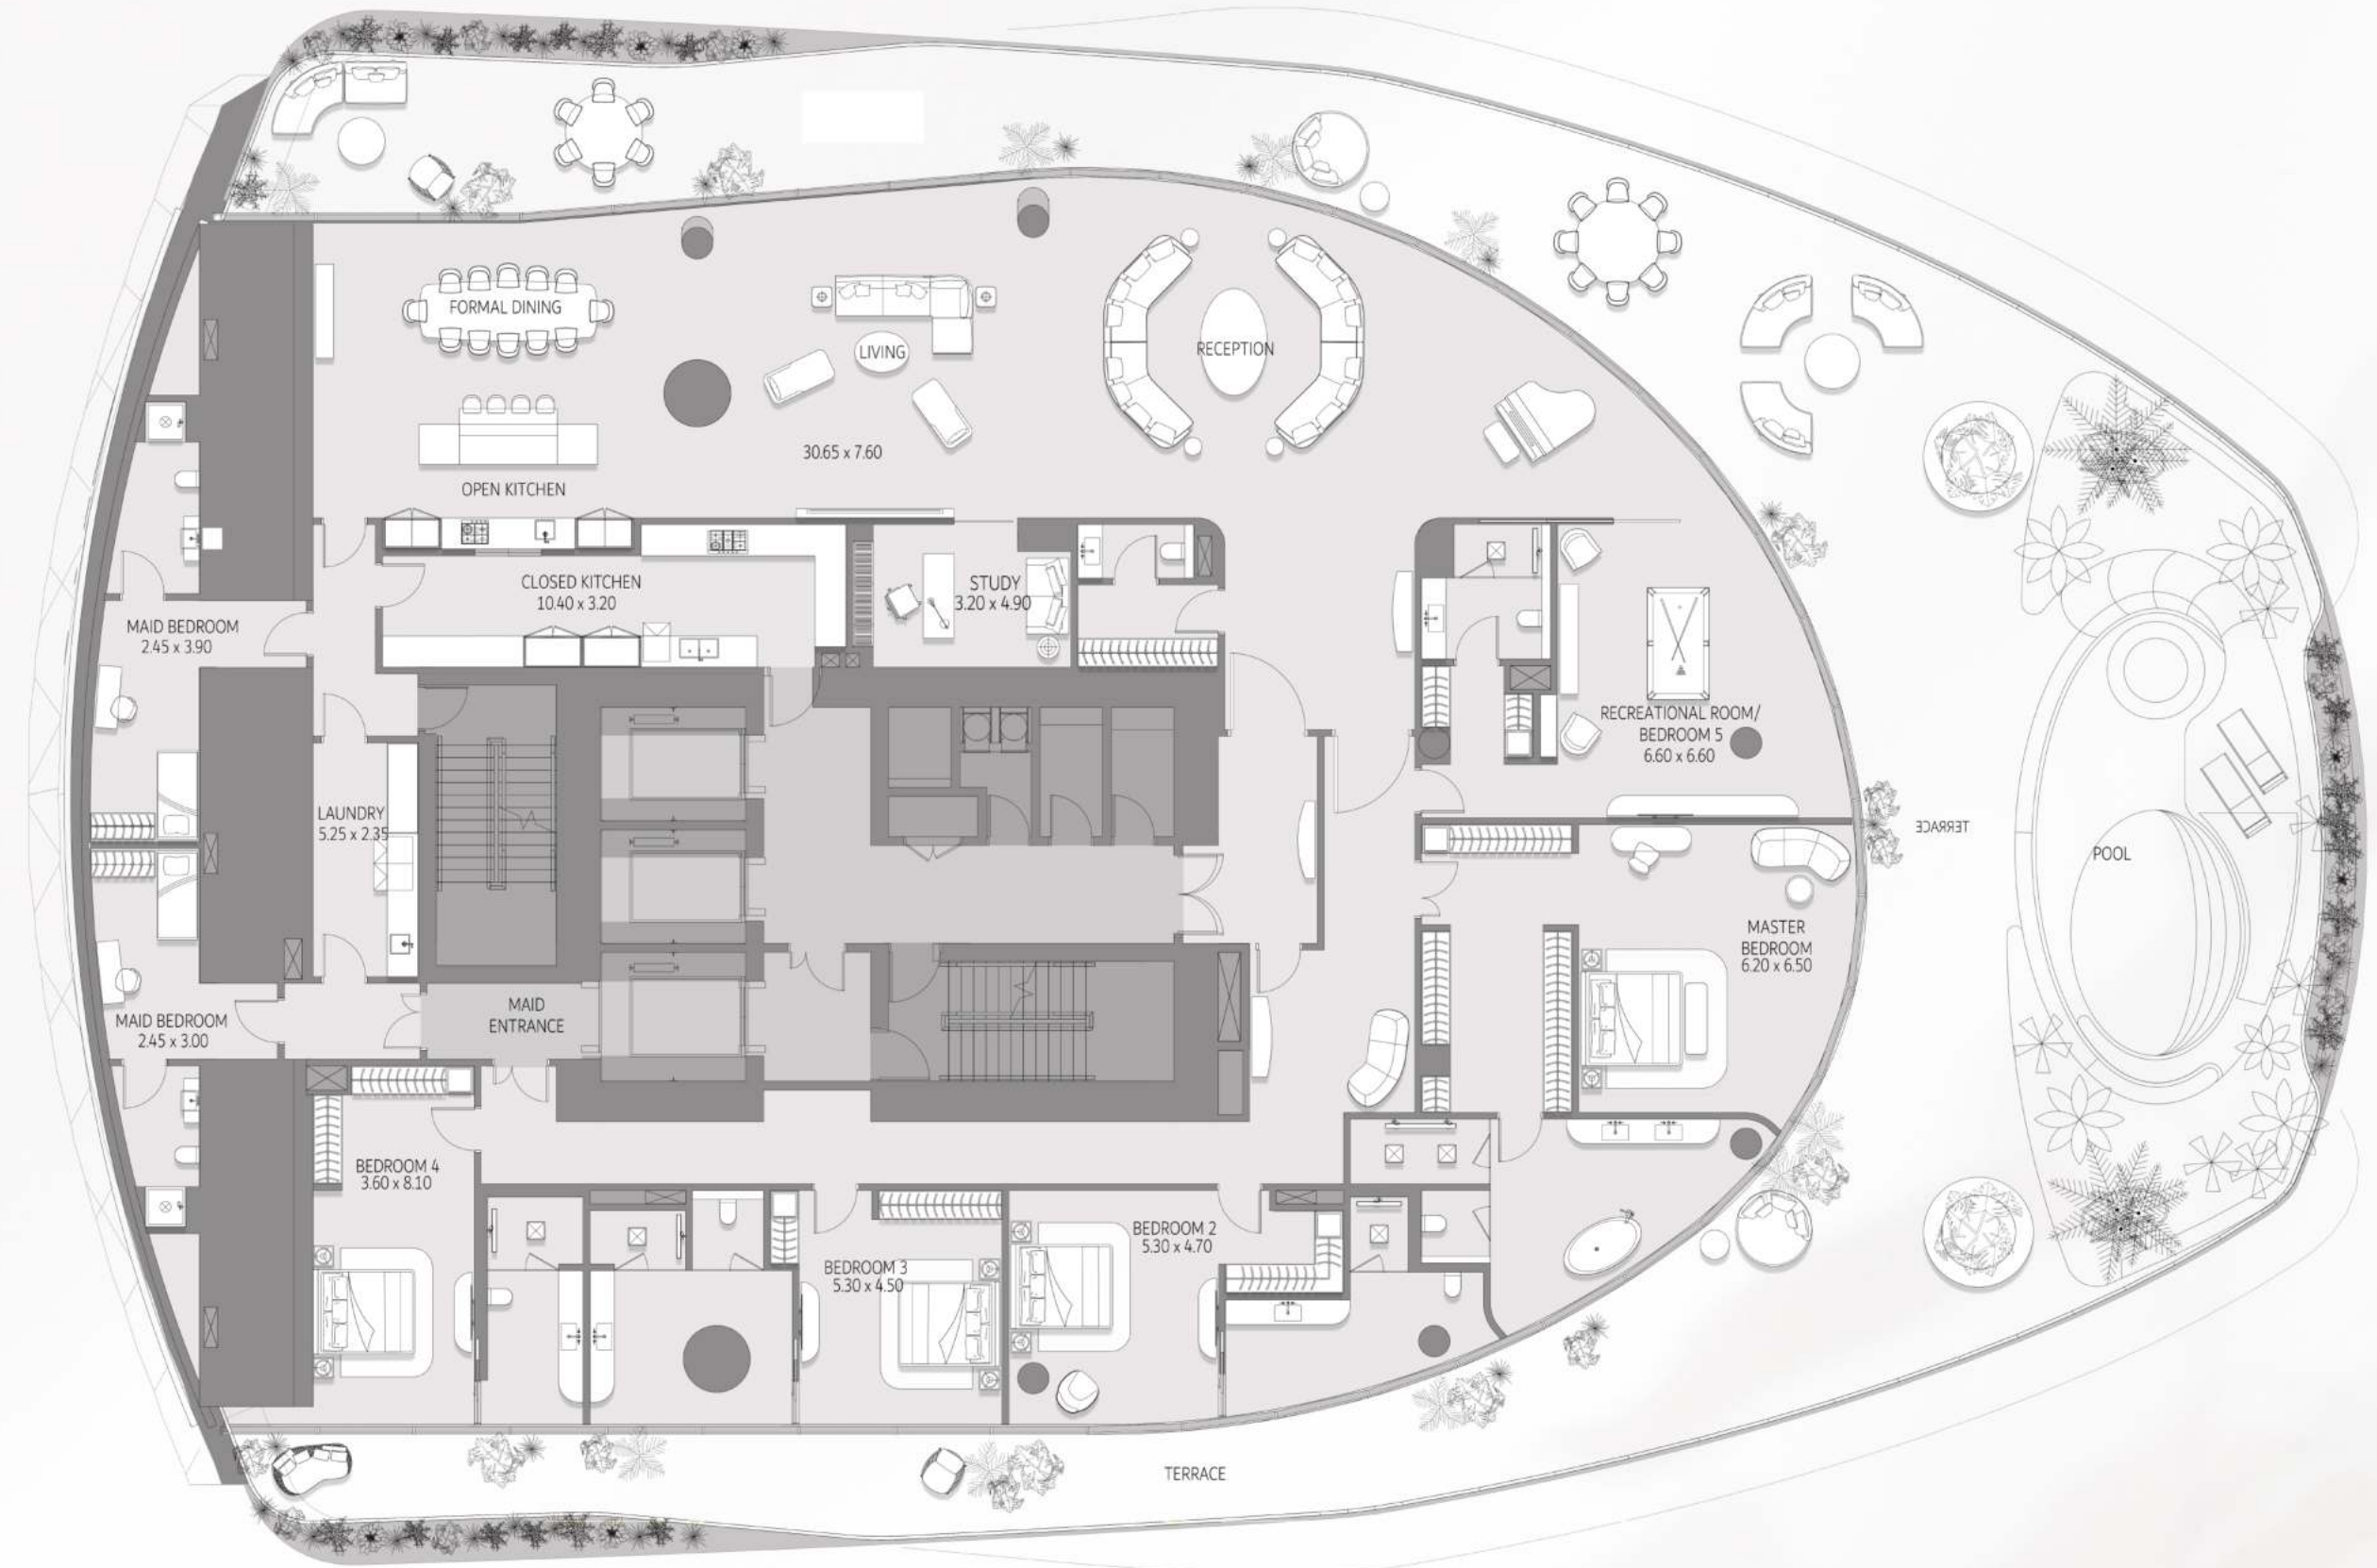 FORMAL DINING
LIVING
RECEPTION
30.65 x 7.60
OPEN KITCHEN
CLOSED KITCHEN
10.40 x 3.20
STUDY
3.20 x 4.90
MAID BEDROOM
2.45 x 3.90
RECREATIONAL ROOM/
BEDROOM 5
6.60 x 6.60
LAUNDRY
5.25 x 2.35
TERRACE
POOL
MASTER
BEDROOM
6.20 x 6.50
MAID
ENTRANCE
MAID BEDROOM
2.45 x 3.00
BEDROOM 4
3.60 x 8.10
BEDROOM 3
5.30 x 4.50
BEDROOM 2
5.30 x 4.70
TERRACE